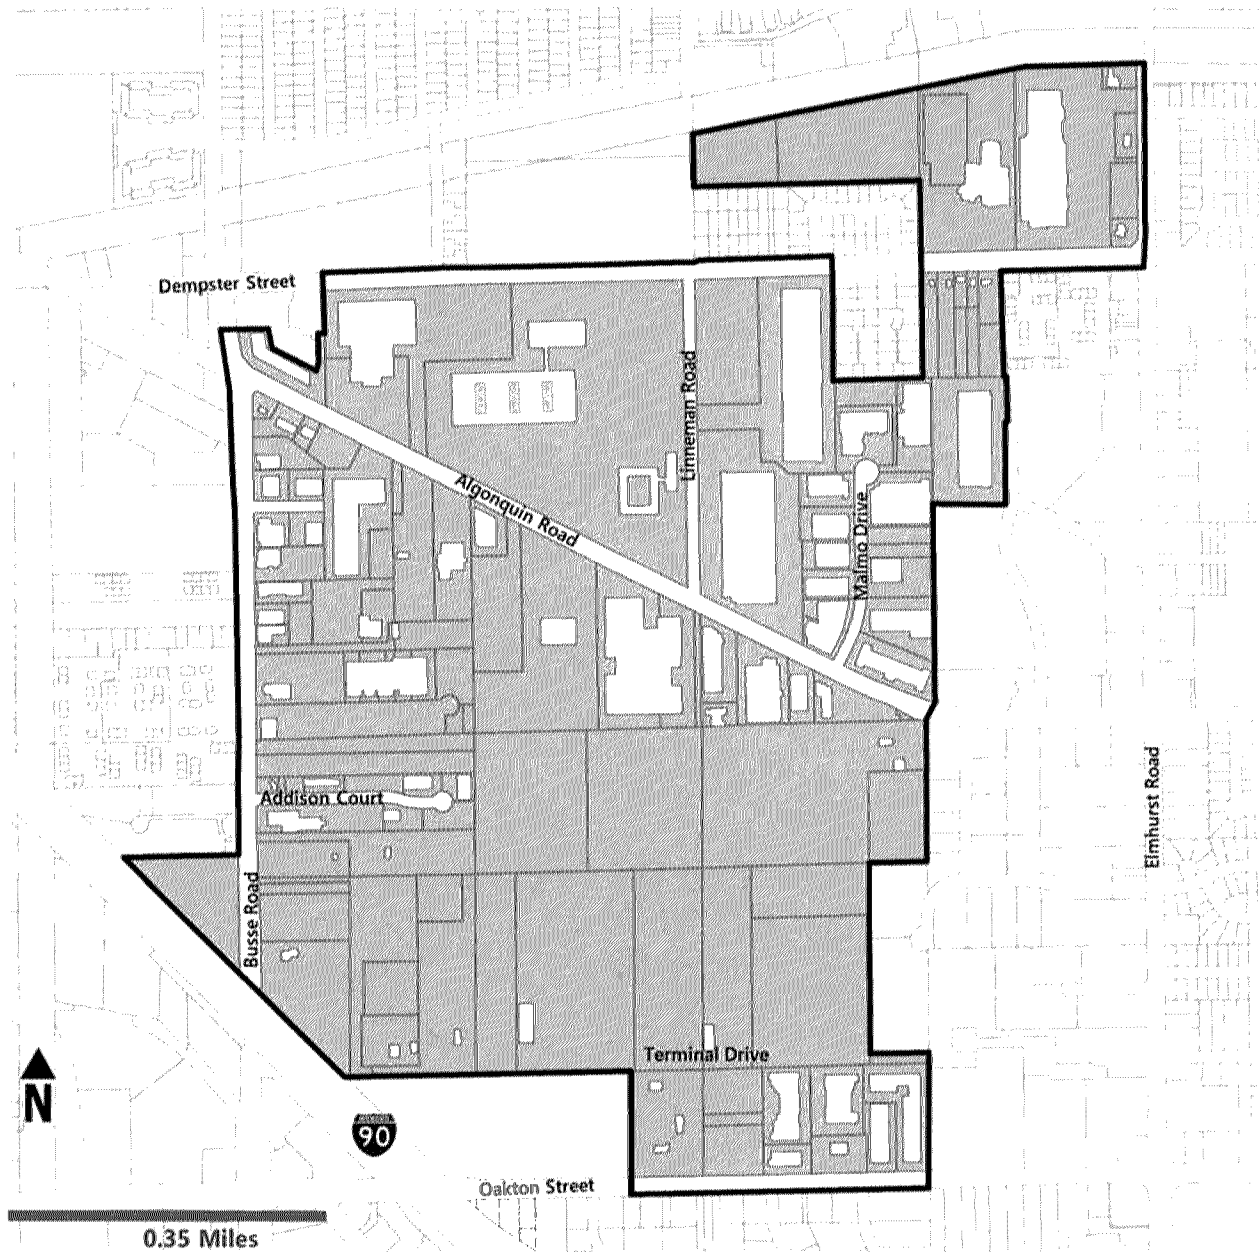 Dempster Street
Linneman Road
Algonquin Road
Malmo Drive
Addison Court
Elmhurst Road
Busse Road
Terminal Drive
N
90
Oakton Street
0.35 Miles